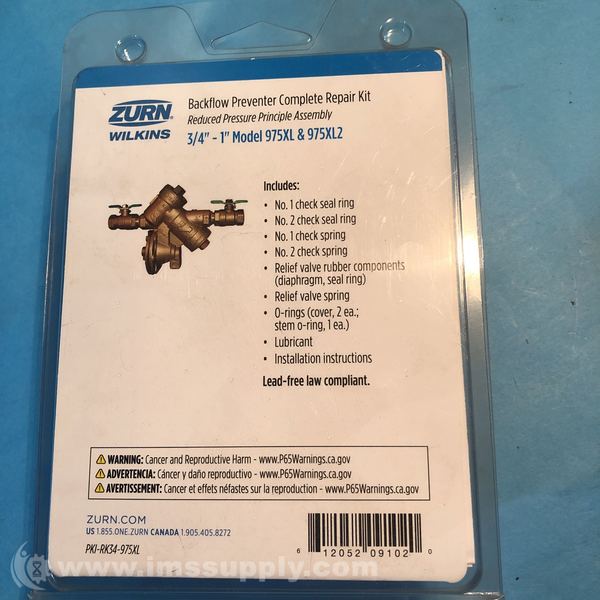 ZURN
WILKINS
Backflow Preventer Complete Repair Kit
Reduced Pressure Principle Assembly
3/4" - 1" Model 975XL & 975XL2
Includes:
• No. 1 check seal ring
• No. 2 check seal ring
• No. 1 check spring
• No. 2 check spring
• Relief valve rubber components
(diaphragm, seal ring)
• Relief valve spring
• O-rings (cover, 2 ea.;
stem o-ring, 1 ea.)
• Lubricant
• Installation instructions
Lead-free law compliant.
WARNING: Cancer and Reproductive Harm - www.P65Warnings.ca.gov
ADVERTENCIA: Cáncer y daño reproductivo - www.P65Warnings.ca.gov
AVERTISSEMENT: Cancer et effets néfastes sur la reproduction - www.P65Warnings.ca.gov
ZURN.COM
US 1.855.ONE.ZURN CANADA 1.905.405.8272
PKI-RK34-975XL
6 12052 09102 0
www.imssupply.com